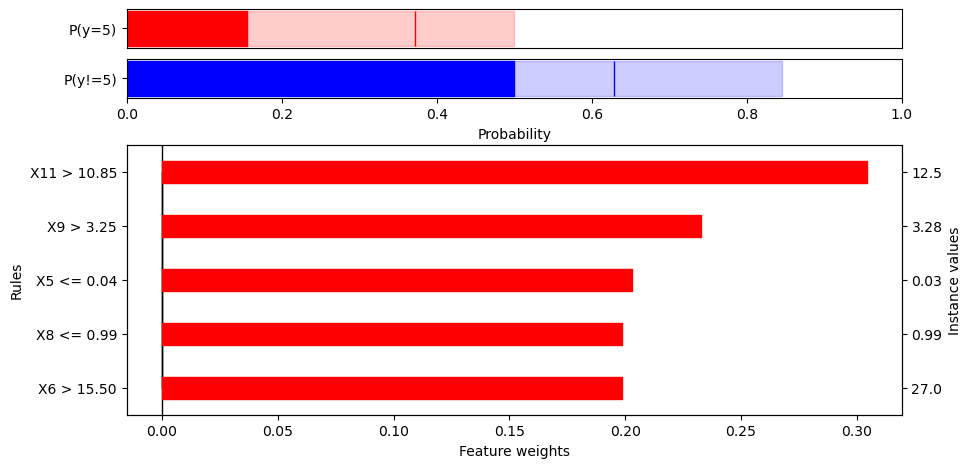 P(y=5)
P(y!=5)
0.0 0.2 0.4 0.6 0.8 1.0
Probability
X11 > 10.85 12.5
X9 > 3.25 3.28
X5 <= 0.04 0.03
X8 <= 0.99 0.99
X6 > 15.50 27.0
Rules
Instance values
0.00 0.05 0.10 0.15 0.20 0.25 0.30
Feature weights